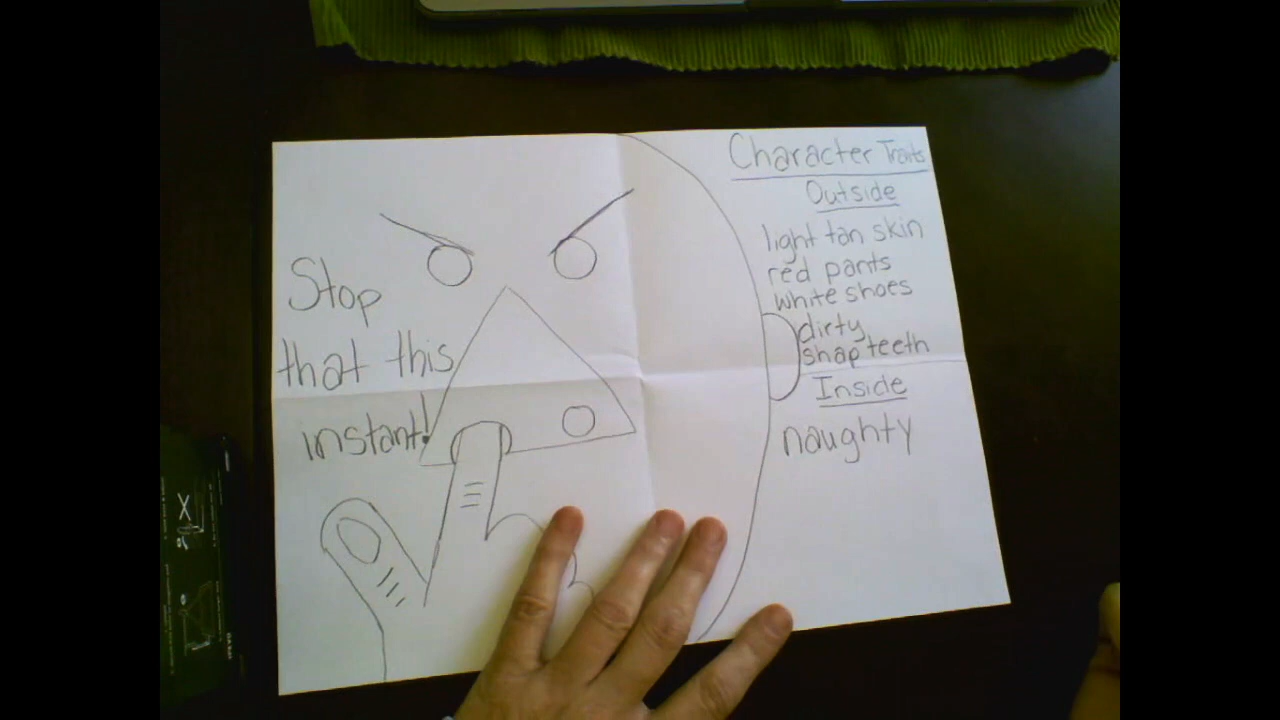 Stop
that this
instant!
Character Traits
Outside
light tan skin
red pants
white shoes
dirty
shap teeth
Inside
naughty